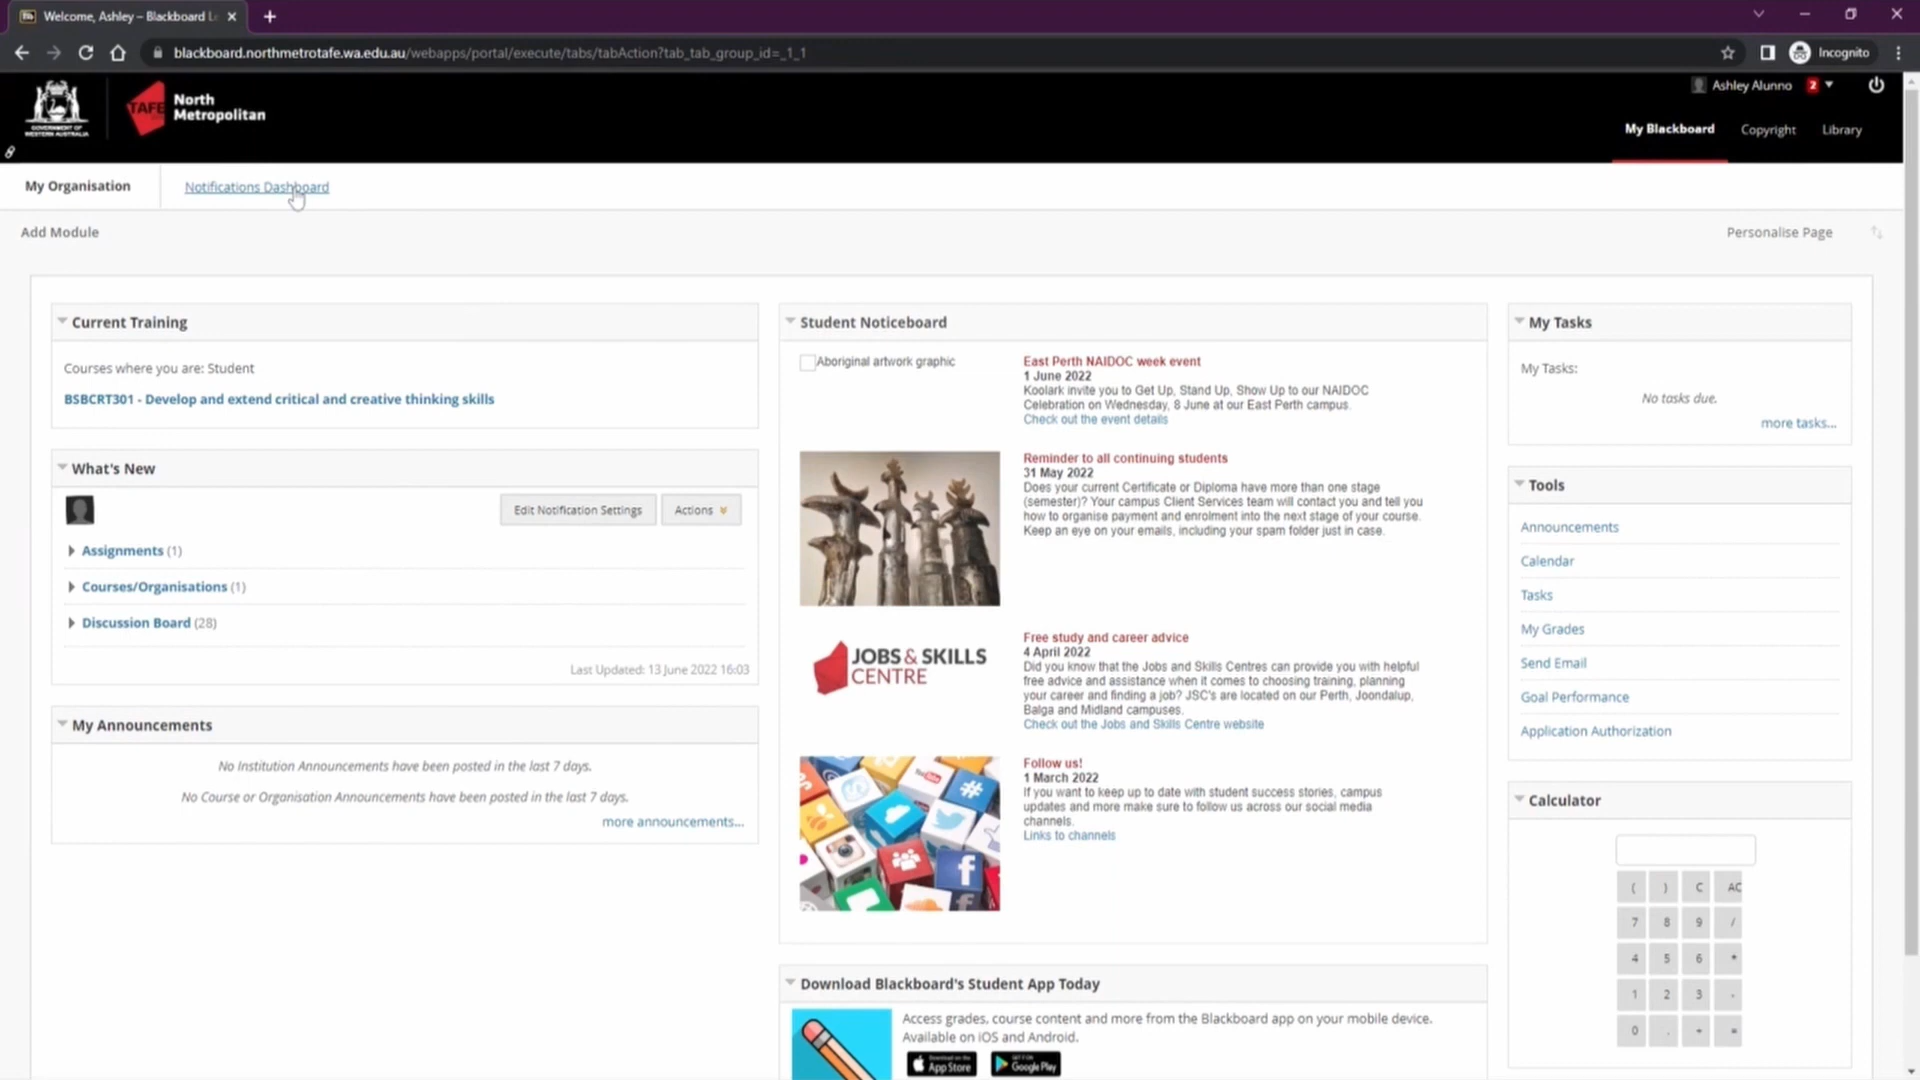 Welcome, Ashley – Blackboard Le
blackboard.northmetrotafe.wa.edu.au/webapps/portal/execute/tabs/tabAction?tab_tab_group_id=_1_1
Incognito
GOVERNMENT OF
WESTERN AUSTRALIA
TAFE
North
Metropolitan
Ashley Alunno 2
My Blackboard
Copyright
Library
My Organisation
Notifications Dashboard
Add Module
Personalise Page
Current Training
Courses where you are: Student
BSBCRT301 - Develop and extend critical and creative thinking skills
What's New
Edit Notification Settings
Actions
Assignments (1)
Courses/Organisations (1)
Discussion Board (28)
Last Updated: 13 June 2022 16:03
My Announcements
No Institution Announcements have been posted in the last 7 days.
No Course or Organisation Announcements have been posted in the last 7 days.
more announcements...
Student Noticeboard
Aboriginal artwork graphic
East Perth NAIDOC week event
1 June 2022
Koolark invite you to Get Up, Stand Up, Show Up to our NAIDOC
Celebration on Wednesday, 8 June at our East Perth campus.
Check out the event details
Reminder to all continuing students
31 May 2022
Does your current Certificate or Diploma have more than one stage
(semester)? Your campus Client Services team will contact you and tell you
how to organise payment and enrolment into the next stage of your course.
Keep an eye on your emails, including your spam folder just in case.
JOBS & SKILLS
CENTRE
Free study and career advice
4 April 2022
Did you know that the Jobs and Skills Centres can provide you with helpful
free advice and assistance when it comes to choosing training, planning
your career and finding a job? JSC's are located on our Perth, Joondalup,
Balga and Midland campuses.
Check out the Jobs and Skills Centre website
Follow us!
1 March 2022
If you want to keep up to date with student success stories, campus
updates and more make sure to follow us across our social media
channels.
Links to channels
Download Blackboard's Student App Today
Access grades, course content and more from the Blackboard app on your mobile device.
Available on iOS and Android.
Download on the
App Store
GET IT ON
Google Play
My Tasks
My Tasks:
No tasks due.
more tasks...
Tools
Announcements
Calendar
Tasks
My Grades
Send Email
Goal Performance
Application Authorization
Calculator
( ) C AC
7 8 9 /
4 5 6 *
1 2 3 -
0 . + =